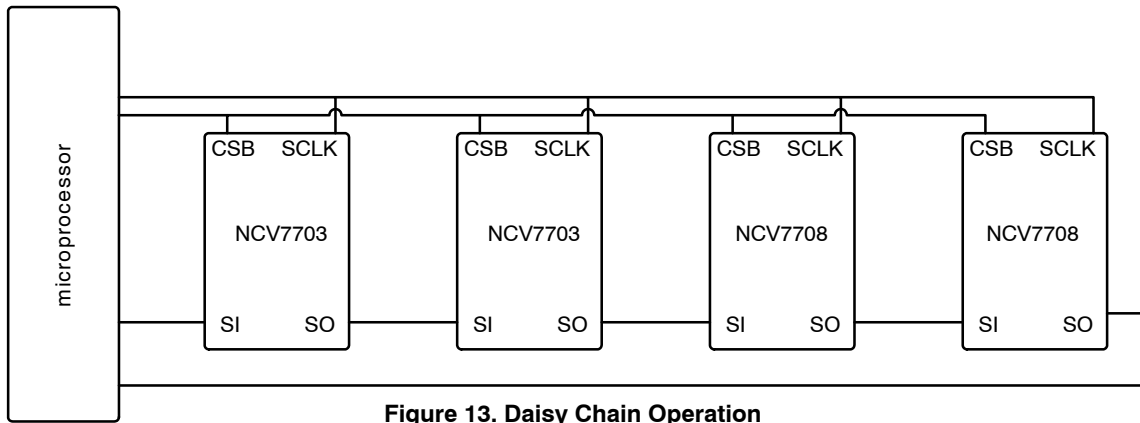 microprocessor
CSB SCLK
NCV7703
SI SO
CSB SCLK
NCV7703
SI SO
CSB SCLK
NCV7708
SI SO
CSB SCLK
NCV7708
SI SO
Figure 13. Daisy Chain Operation